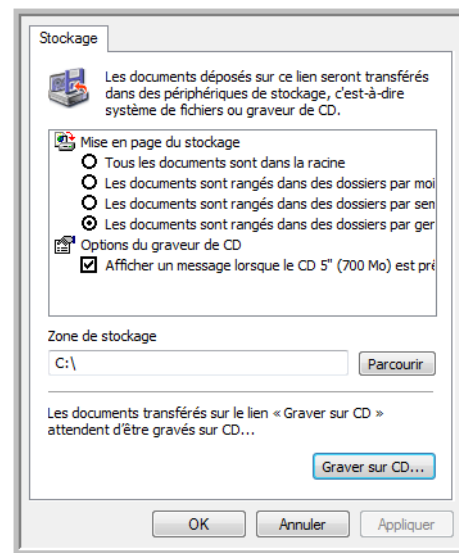 Stockage
Les documents déposés sur ce lien seront transférés
dans des périphériques de stockage, c'est-à-dire
système de fichiers ou graveur de CD.
Mise en page du stockage
Tous les documents sont dans la racine
Les documents sont rangés dans des dossiers par moi
Les documents sont rangés dans des dossiers par sem
Les documents sont rangés dans des dossiers par ger
Options du graveur de CD
Afficher un message lorsque le CD 5" (700 Mo) est prê
Zone de stockage
C:\
Parcourir
Les documents transférés sur le lien « Graver sur CD »
attendent d'être gravés sur CD...
Graver sur CD...
OK
Annuler
Appliquer